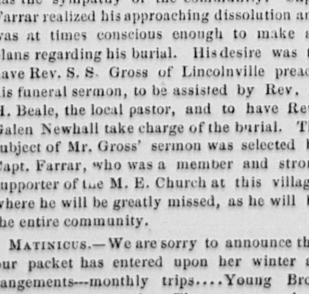 as the sympathy of the community.
Farrar realized his approaching dissolution an
was at times conscious enough to make a
plans regarding his burial. His desire was t
have Rev. S. S. Gross of Lincolnville preac
his funeral sermon, to be assisted by Rev.
H. Beale, the local pastor, and to have Re
Galen Newhall take charge of the burial. T
subject of Mr. Gross' sermon was selected b
Capt. Farrar, who was a member and stron
supporter of the M. E. Church at this villag
where he will be greatly missed, as he will b
the entire community.
MATINICUS.—We are sorry to announce th
our packet has entered upon her winter a
rangements—monthly trips....Young Bro